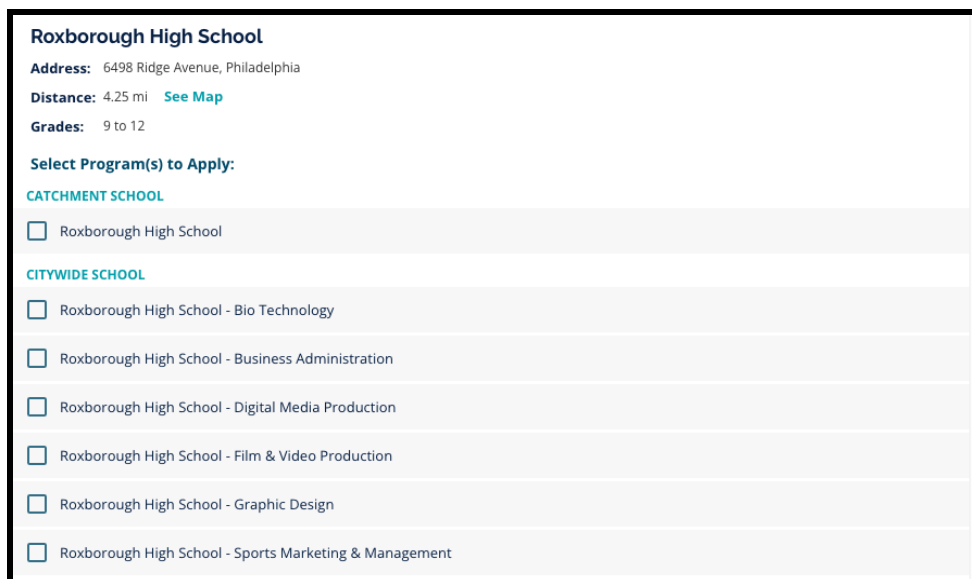 Roxborough High School
Address: 6498 Ridge Avenue, Philadelphia
Distance: 4.25 mi See Map
Grades: 9 to 12
Select Program(s) to Apply:
CATCHMENT SCHOOL
Roxborough High School
CITYWIDE SCHOOL
Roxborough High School - Bio Technology
Roxborough High School - Business Administration
Roxborough High School - Digital Media Production
Roxborough High School - Film & Video Production
Roxborough High School - Graphic Design
Roxborough High School - Sports Marketing & Management